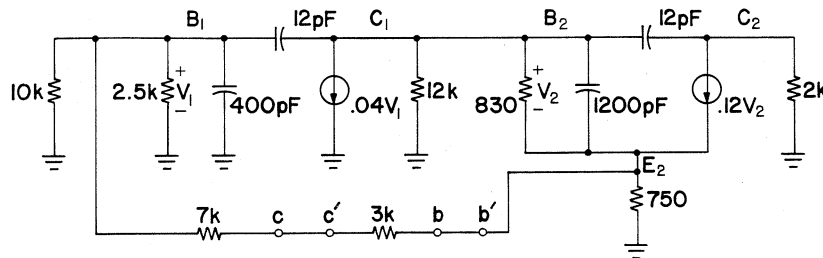 B₁ 12pF C₁ B₂ 12pF C₂
10k 2.5k + V₁ − 400pF .04V₁ 12k 830 + V₂ − 1200pF .12V₂ 2k
E₂
750
7k c c′ 3k b b′